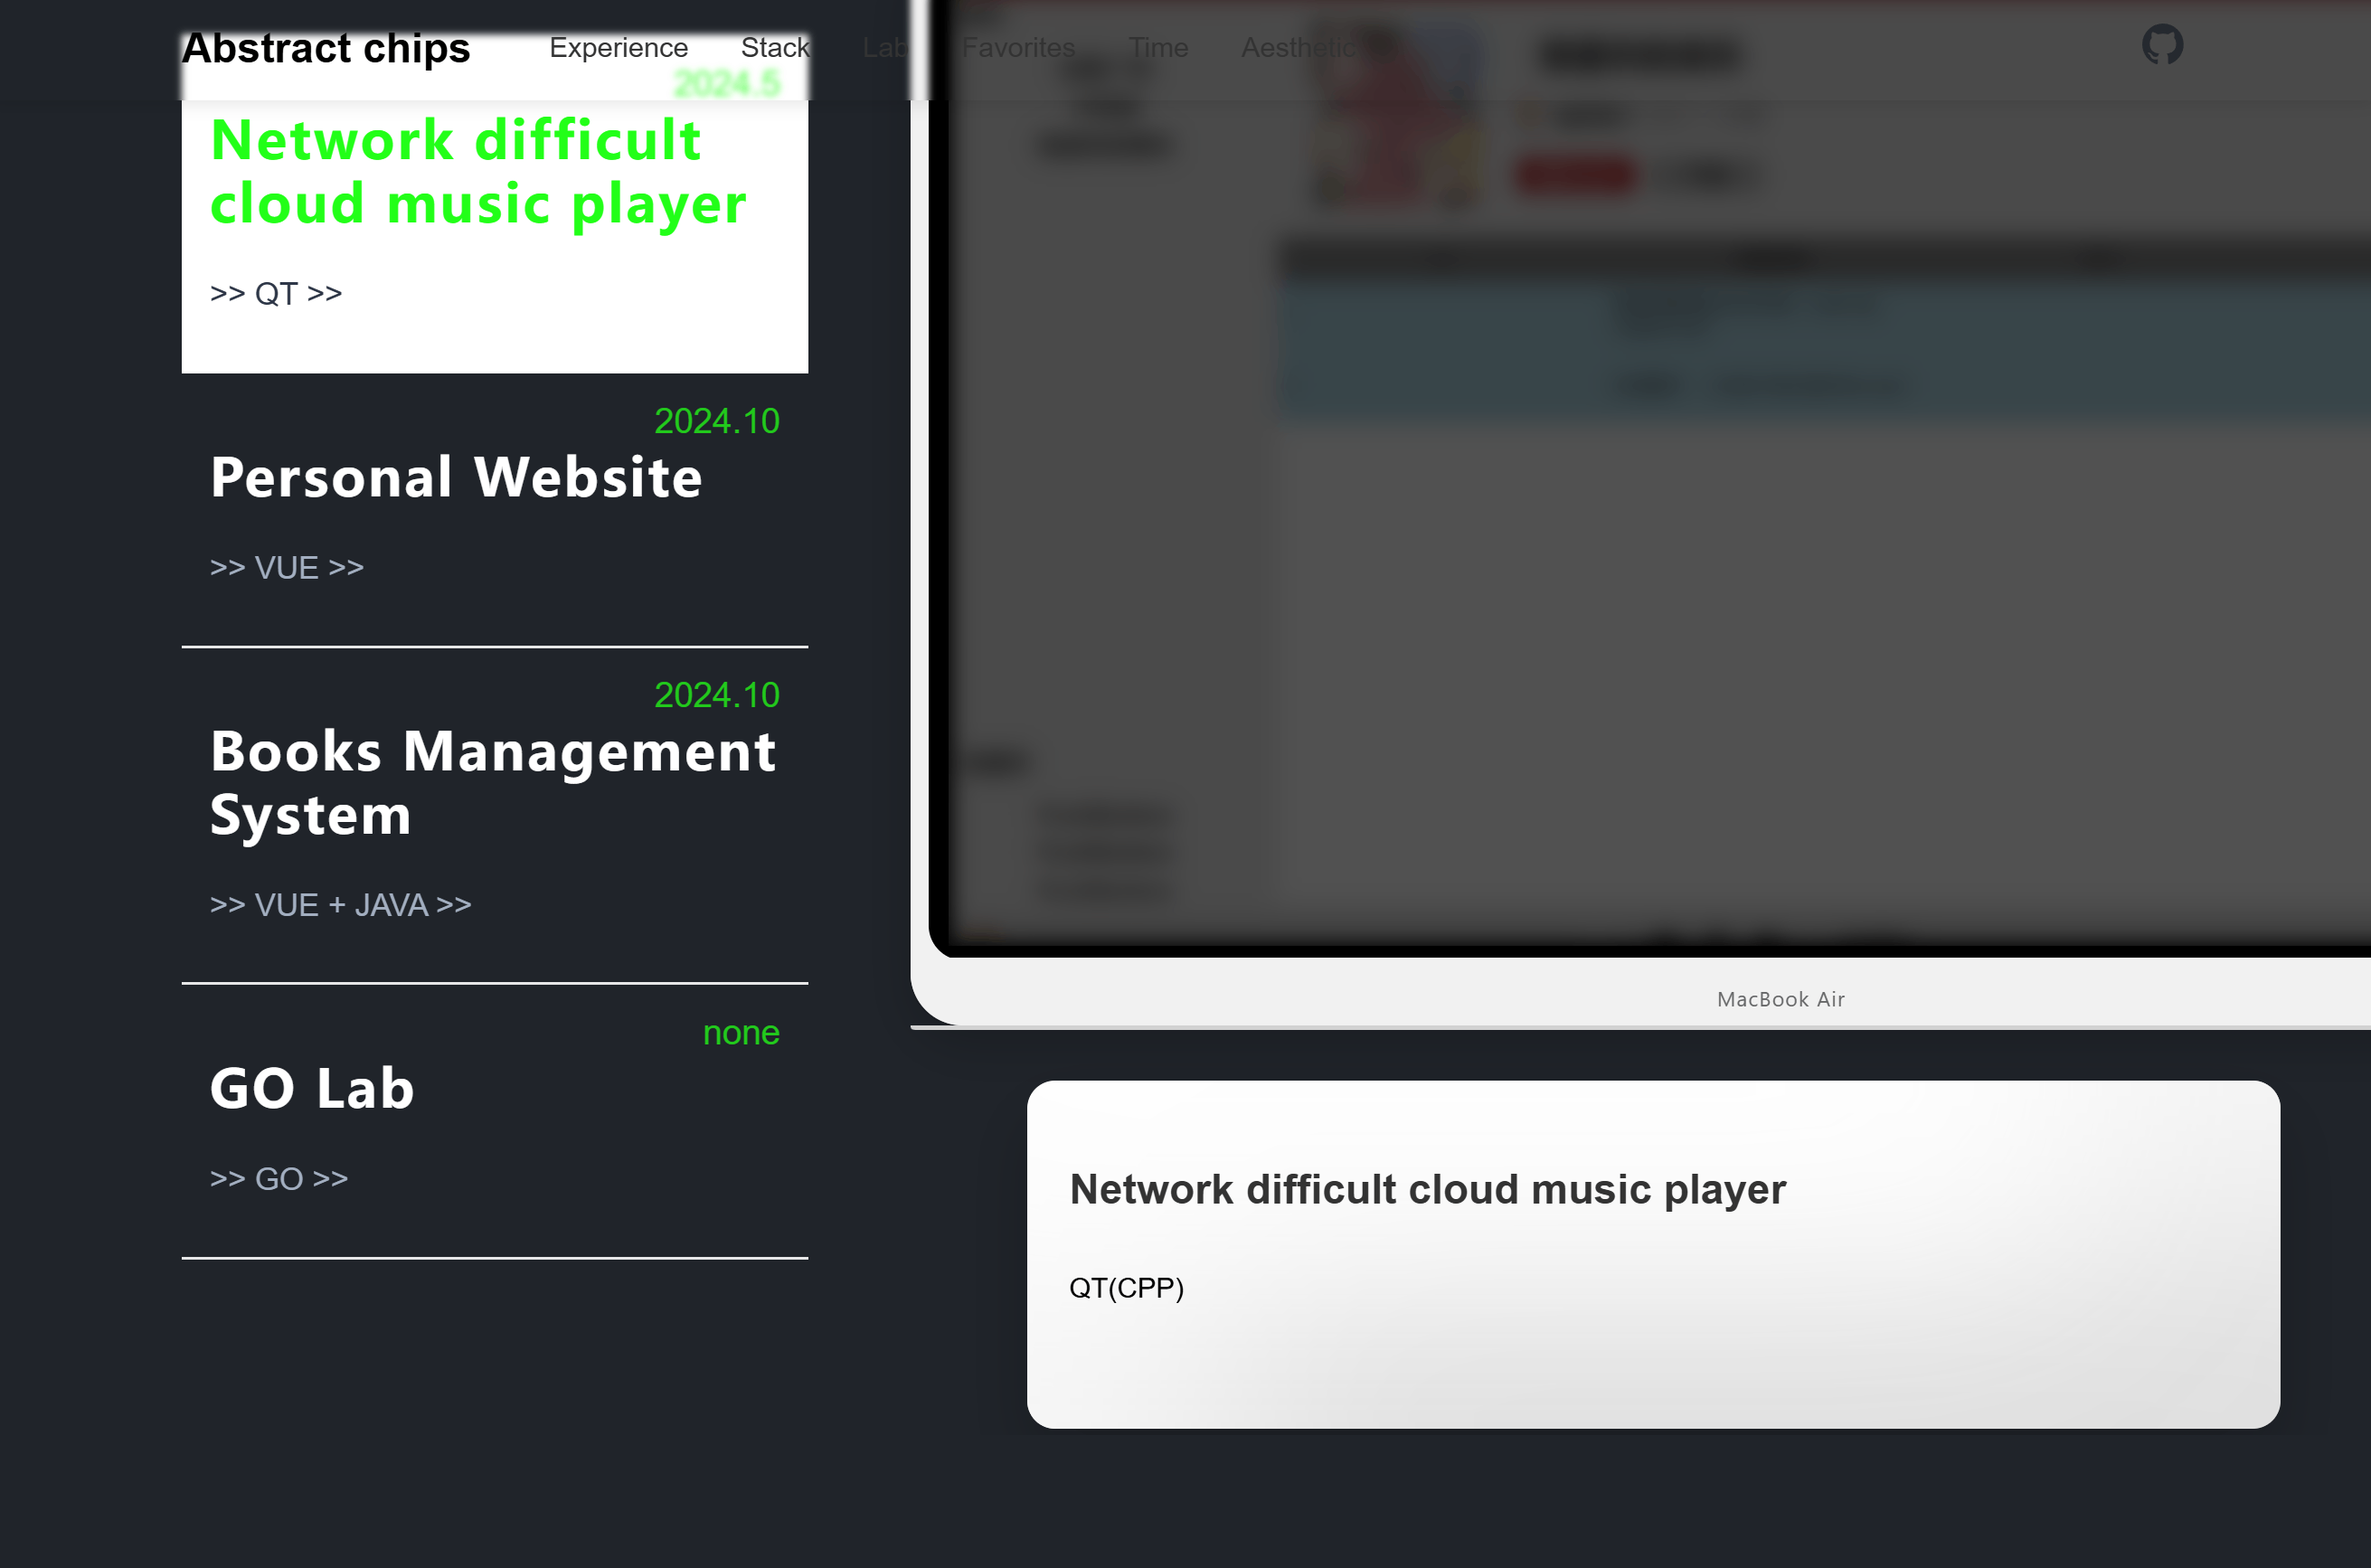 Abstract chips
Experience
Stack
Lab
Favorites
Time
Aesthetic
2024.5
Network difficult
cloud music player
>> QT >>
2024.10
Personal Website
>> VUE >>
2024.10
Books Management
System
>> VUE + JAVA >>
none
GO Lab
>> GO >>
MacBook Air
Network difficult cloud music player
QT(CPP)